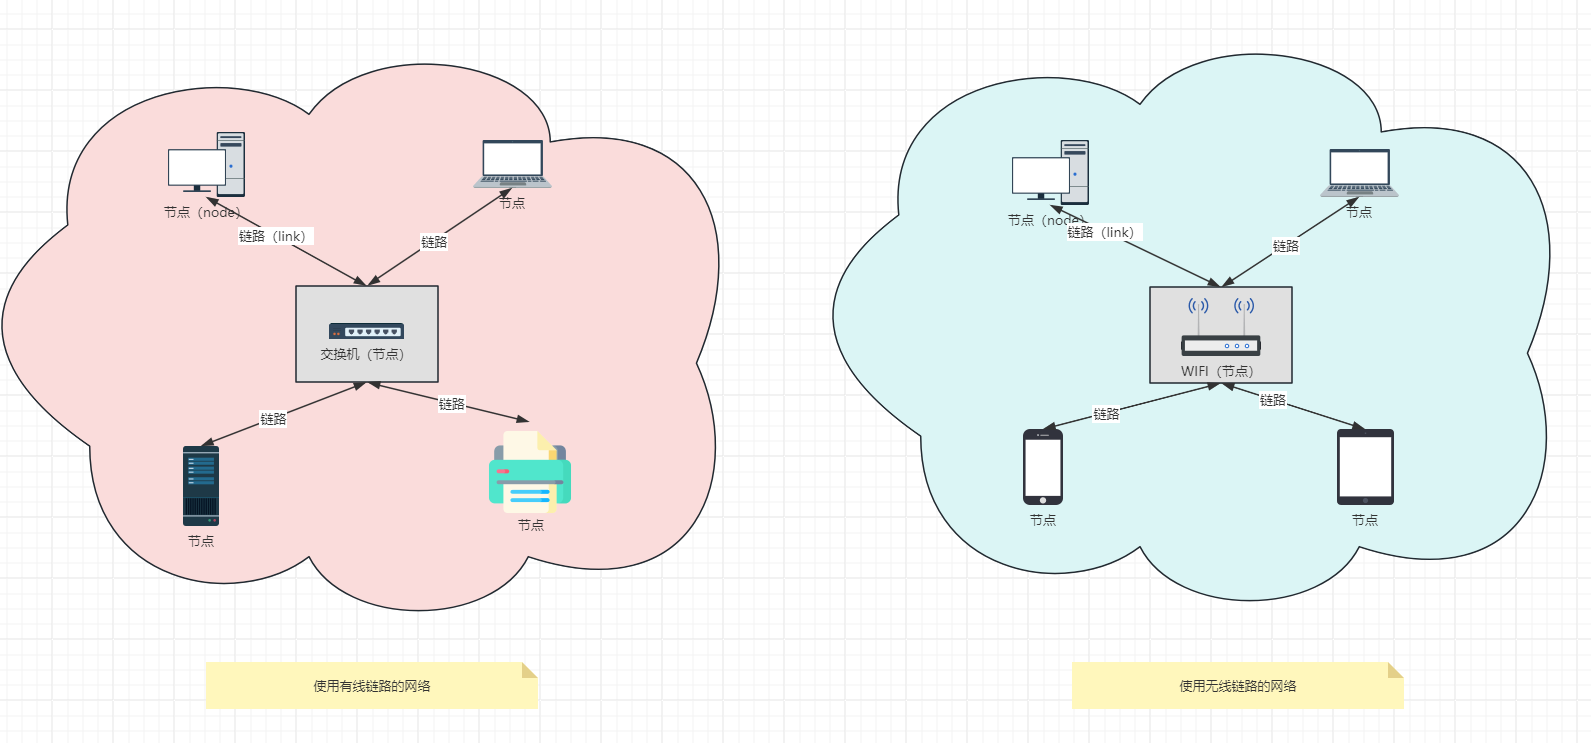 节点（node）
节点
链路（link）
链路
交换机（节点）
链路
链路
节点
节点
使用有线链路的网络
节点（node）
节点
链路（link）
链路
WIFI（节点）
链路
链路
节点
节点
使用无线链路的网络